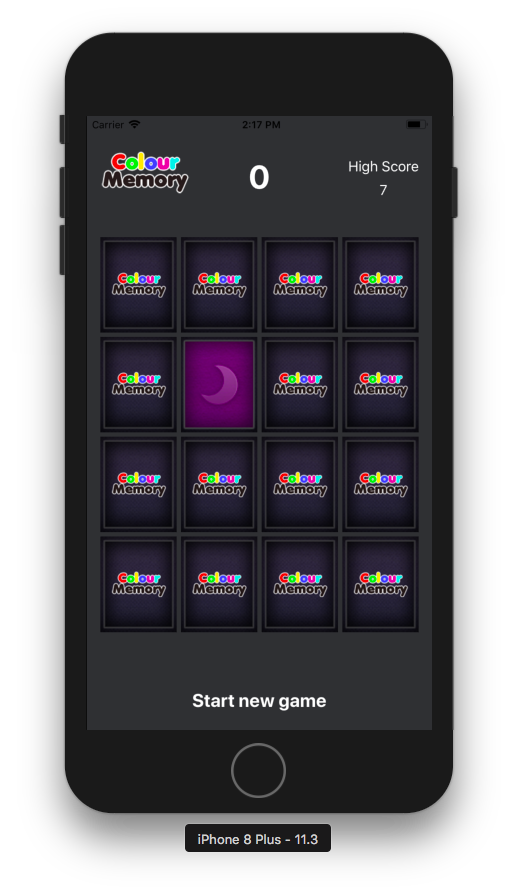 Carrier 2:17 PM
Colour
Memory
0
High Score
7
Colour Colour Colour Colour
Memory Memory Memory Memory
Colour Colour Colour
Memory Memory Memory
Colour Colour Colour Colour
Memory Memory Memory Memory
Colour Colour Colour Colour
Memory Memory Memory Memory
Start new game
iPhone 8 Plus - 11.3